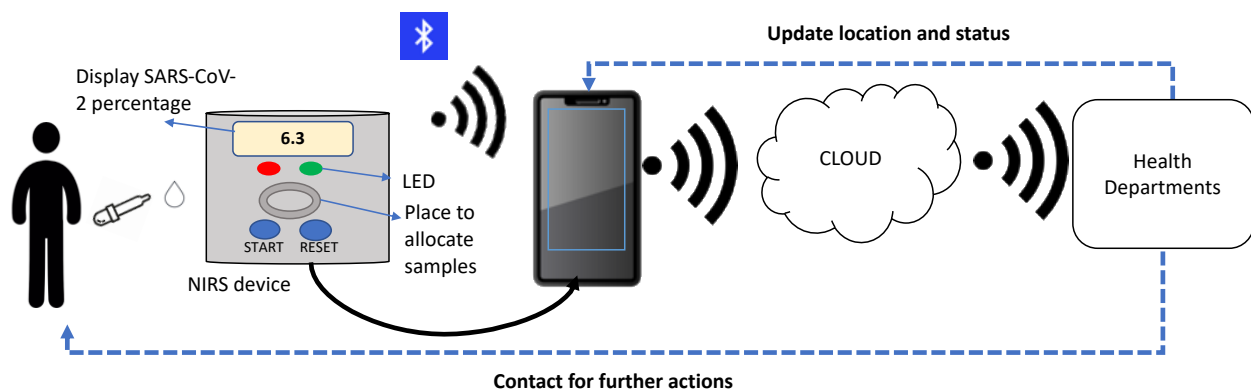 Update location and status
Display SARS-CoV-
2 percentage
6.3
LED
Place to
allocate
samples
START
RESET
NIRS device
CLOUD
Health
Departments
Contact for further actions